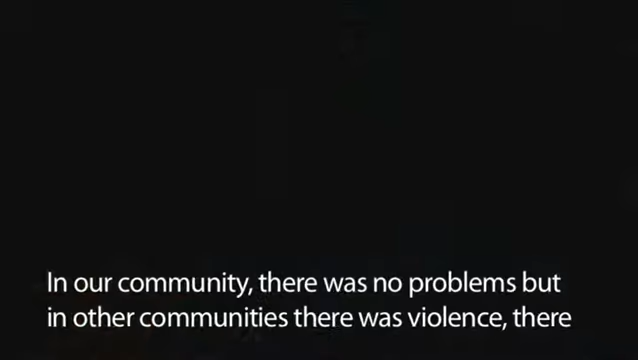 In our community, there was no problems but
in other communities there was violence, there